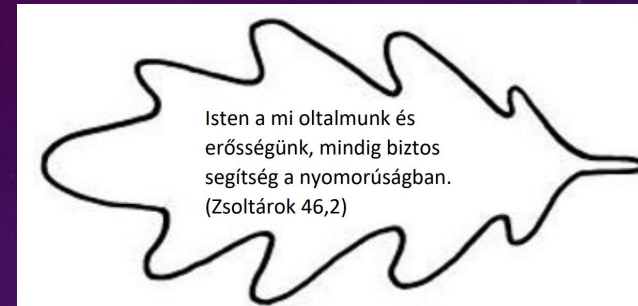 Isten a mi oltalmunk és
erősségünk, mindig biztos
segítség a nyomorúságban.
(Zsoltárok 46,2)